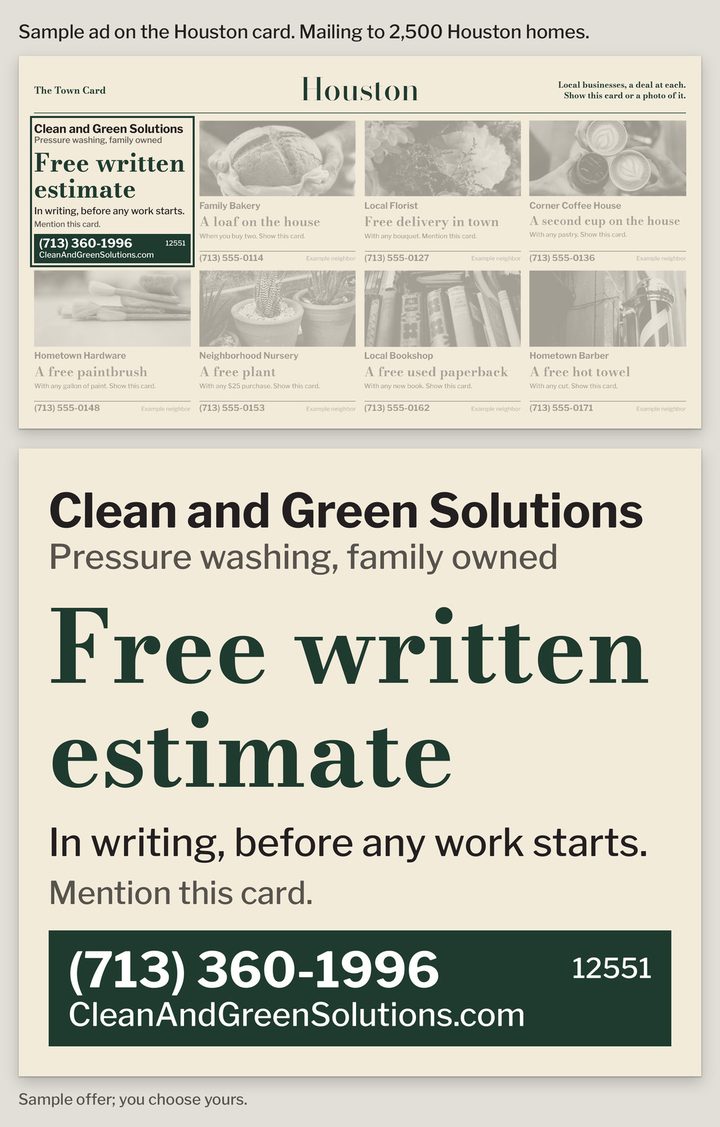 Sample ad on the Houston card. Mailing to 2,500 Houston homes.
The Town Card
Houston
Local businesses, a deal at each.
Show this card or a photo of it.
Clean and Green Solutions
Pressure washing, family owned
Free written
estimate
In writing, before any work starts.
Mention this card.
(713) 360-1996
12551
CleanAndGreenSolutions.com
Family Bakery
A loaf on the house
When you buy two. Show this card.
(713) 555-0114
Example neighbor
Local Florist
Free delivery in town
With any bouquet. Mention this card.
(713) 555-0127
Example neighbor
Corner Coffee House
A second cup on the house
With any pastry. Show this card.
(713) 555-0136
Example neighbor
Hometown Hardware
A free paintbrush
With any gallon of paint. Show this card.
(713) 555-0148
Example neighbor
Neighborhood Nursery
A free plant
With any $25 purchase. Show this card.
(713) 555-0153
Example neighbor
Local Bookshop
A free used paperback
With any new book. Show this card.
(713) 555-0162
Example neighbor
Hometown Barber
A free hot towel
With any cut. Show this card.
(713) 555-0171
Example neighbor
Clean and Green Solutions
Pressure washing, family owned
Free written
estimate
In writing, before any work starts.
Mention this card.
(713) 360-1996
12551
CleanAndGreenSolutions.com
Sample offer; you choose yours.